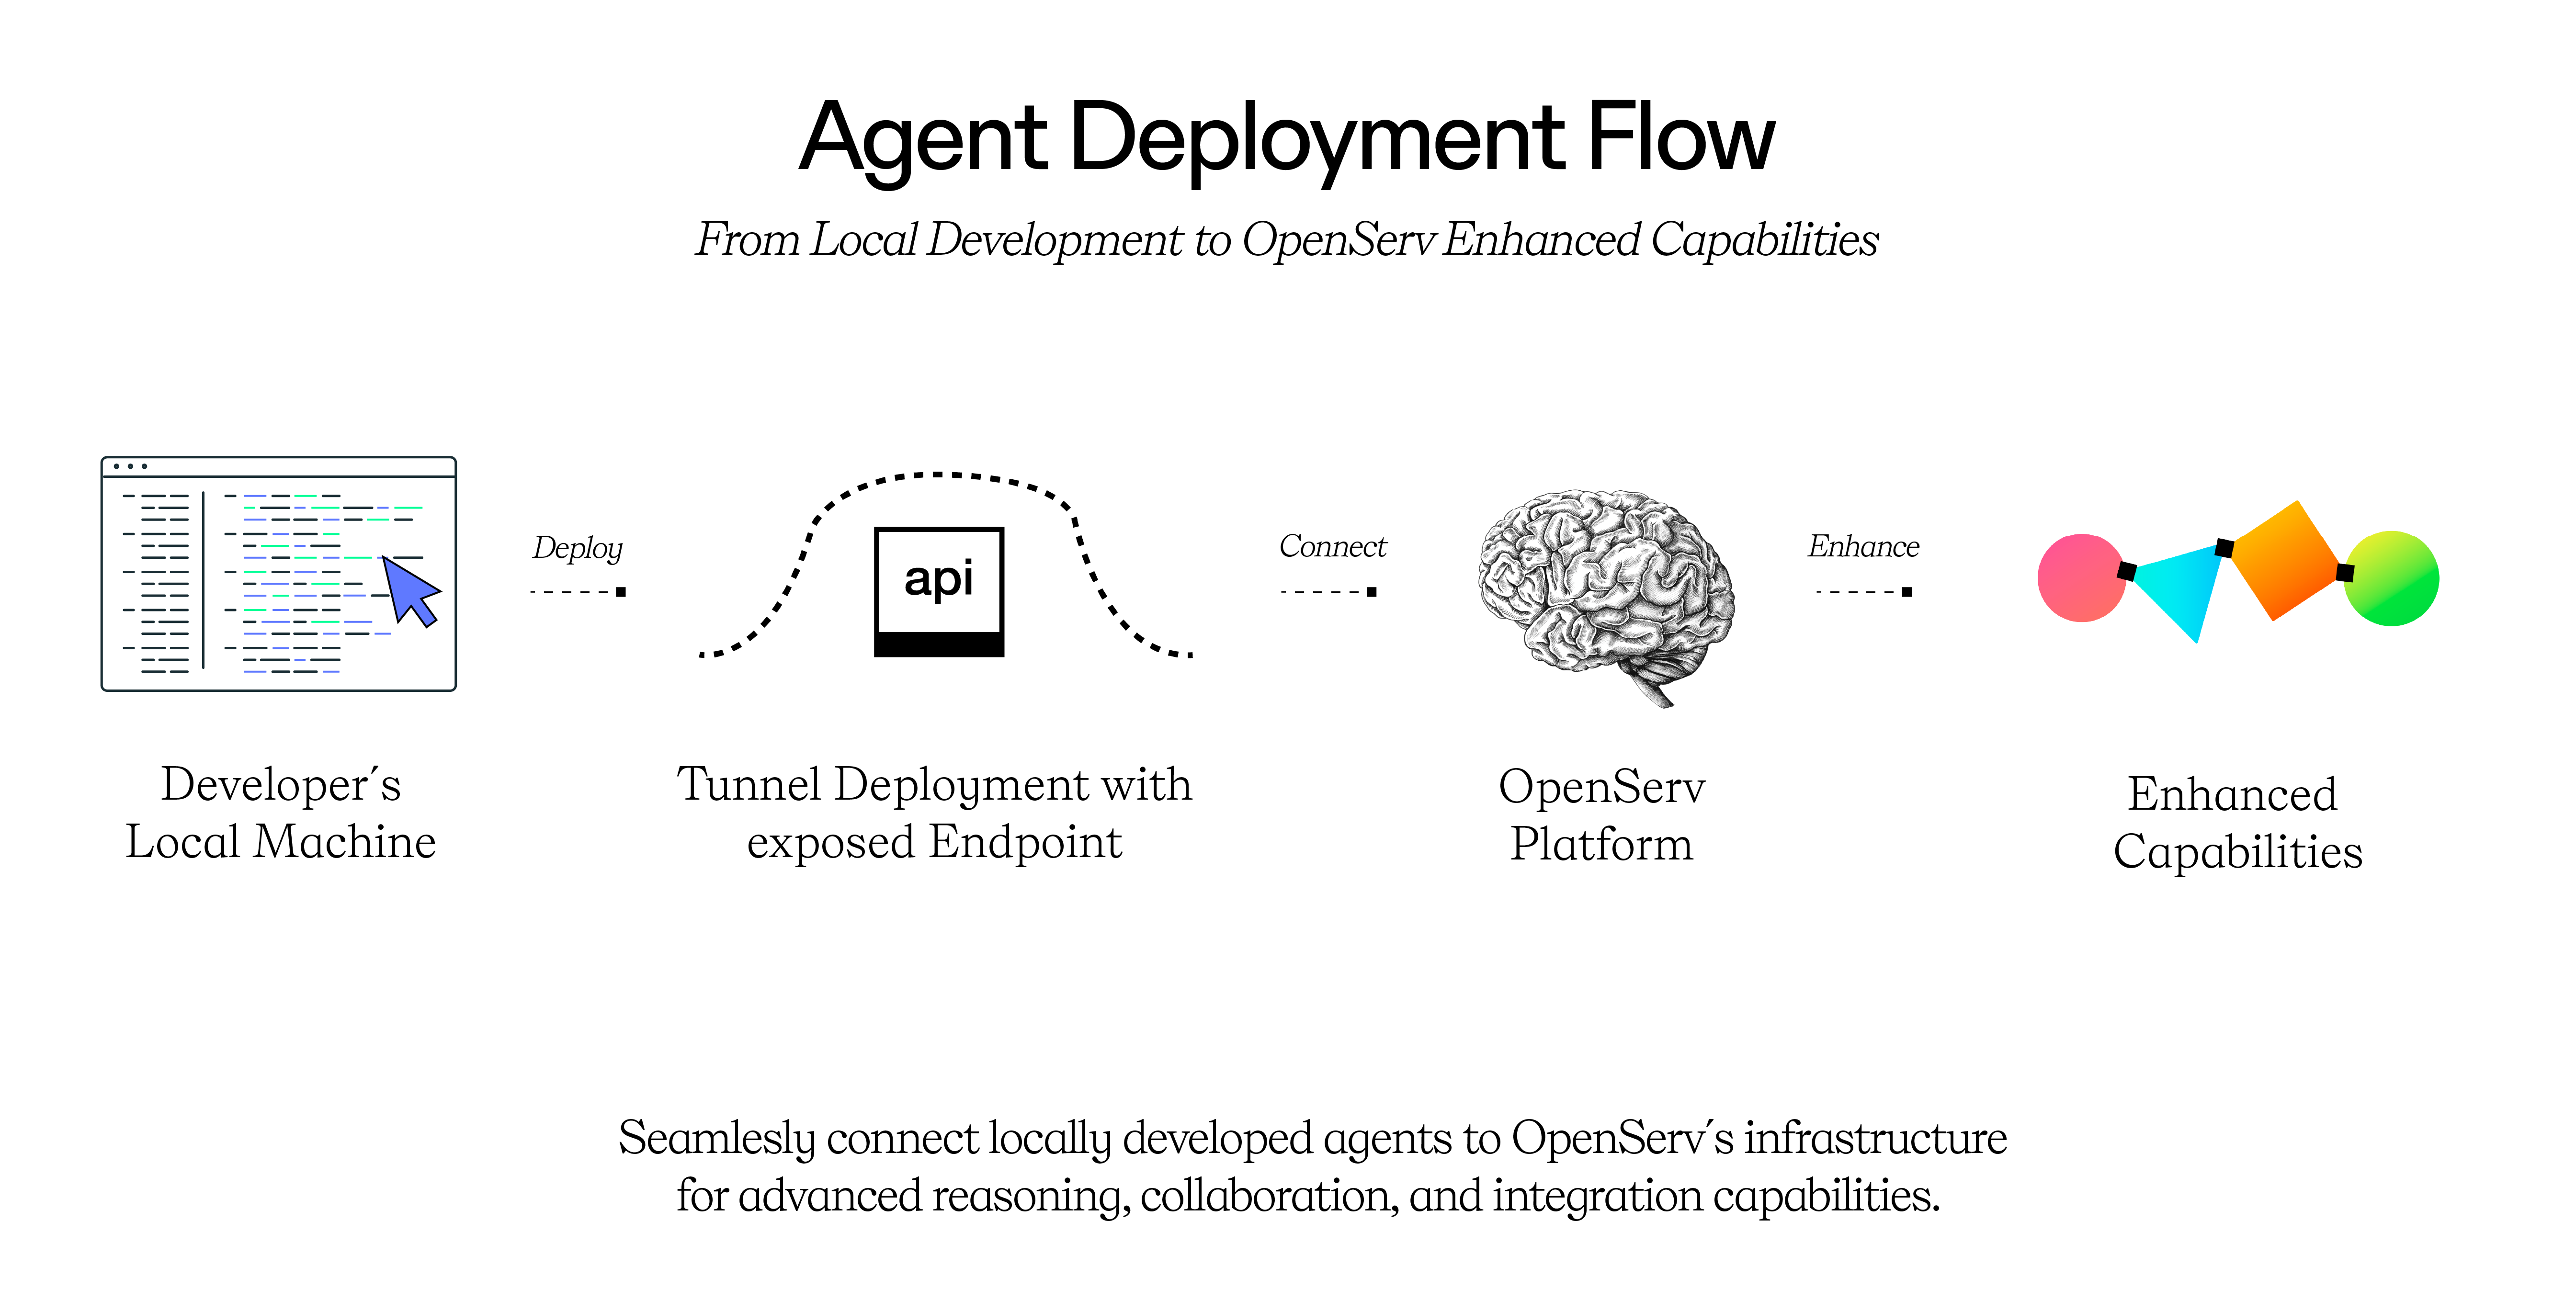 Agent Deployment Flow
From Local Development to OpenServ Enhanced Capabilities
Deploy
api
Connect
Enhance
Developer´s
Local Machine
Tunnel Deployment with
exposed Endpoint
OpenServ
Platform
Enhanced
Capabilities
Seamlesly connect locally developed agents to OpenServ´s infrastructure
for advanced reasoning, collaboration, and integration capabilities.